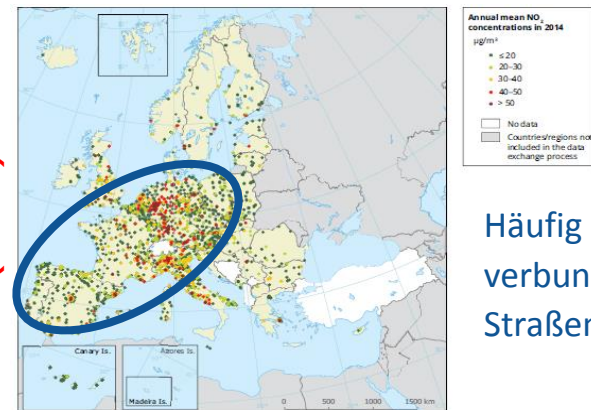 Annual mean NO₂
concentrations in 2014
µg/m³
≤ 20
20–30
30–40
40–50
> 50
No data
Countries/regions not
included in the data
exchange process
Häufig
verbun
Straßen
Canary Is.
Azores Is.
Madeira Is.
0 500 1000 1500 km